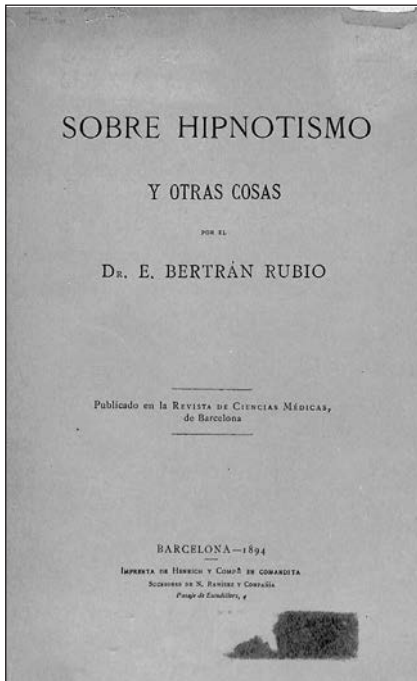 SOBRE HIPNOTISMO
Y OTRAS COSAS
POR EL
DR. E. BERTRÁN RUBIO
Publicado en la REVISTA DE CIENCIAS MÉDICAS,
de Barcelona
BARCELONA—1894
IMPRENTA DE HENRICH Y COMPª EN COMANDITA
SUCESORES DE N. RAMIREZ Y COMPAÑÍA
Pasaje de Escudillers, 4